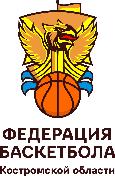 ФЕДЕРАЦИЯ
БАСКЕТБОЛА
Костромской области